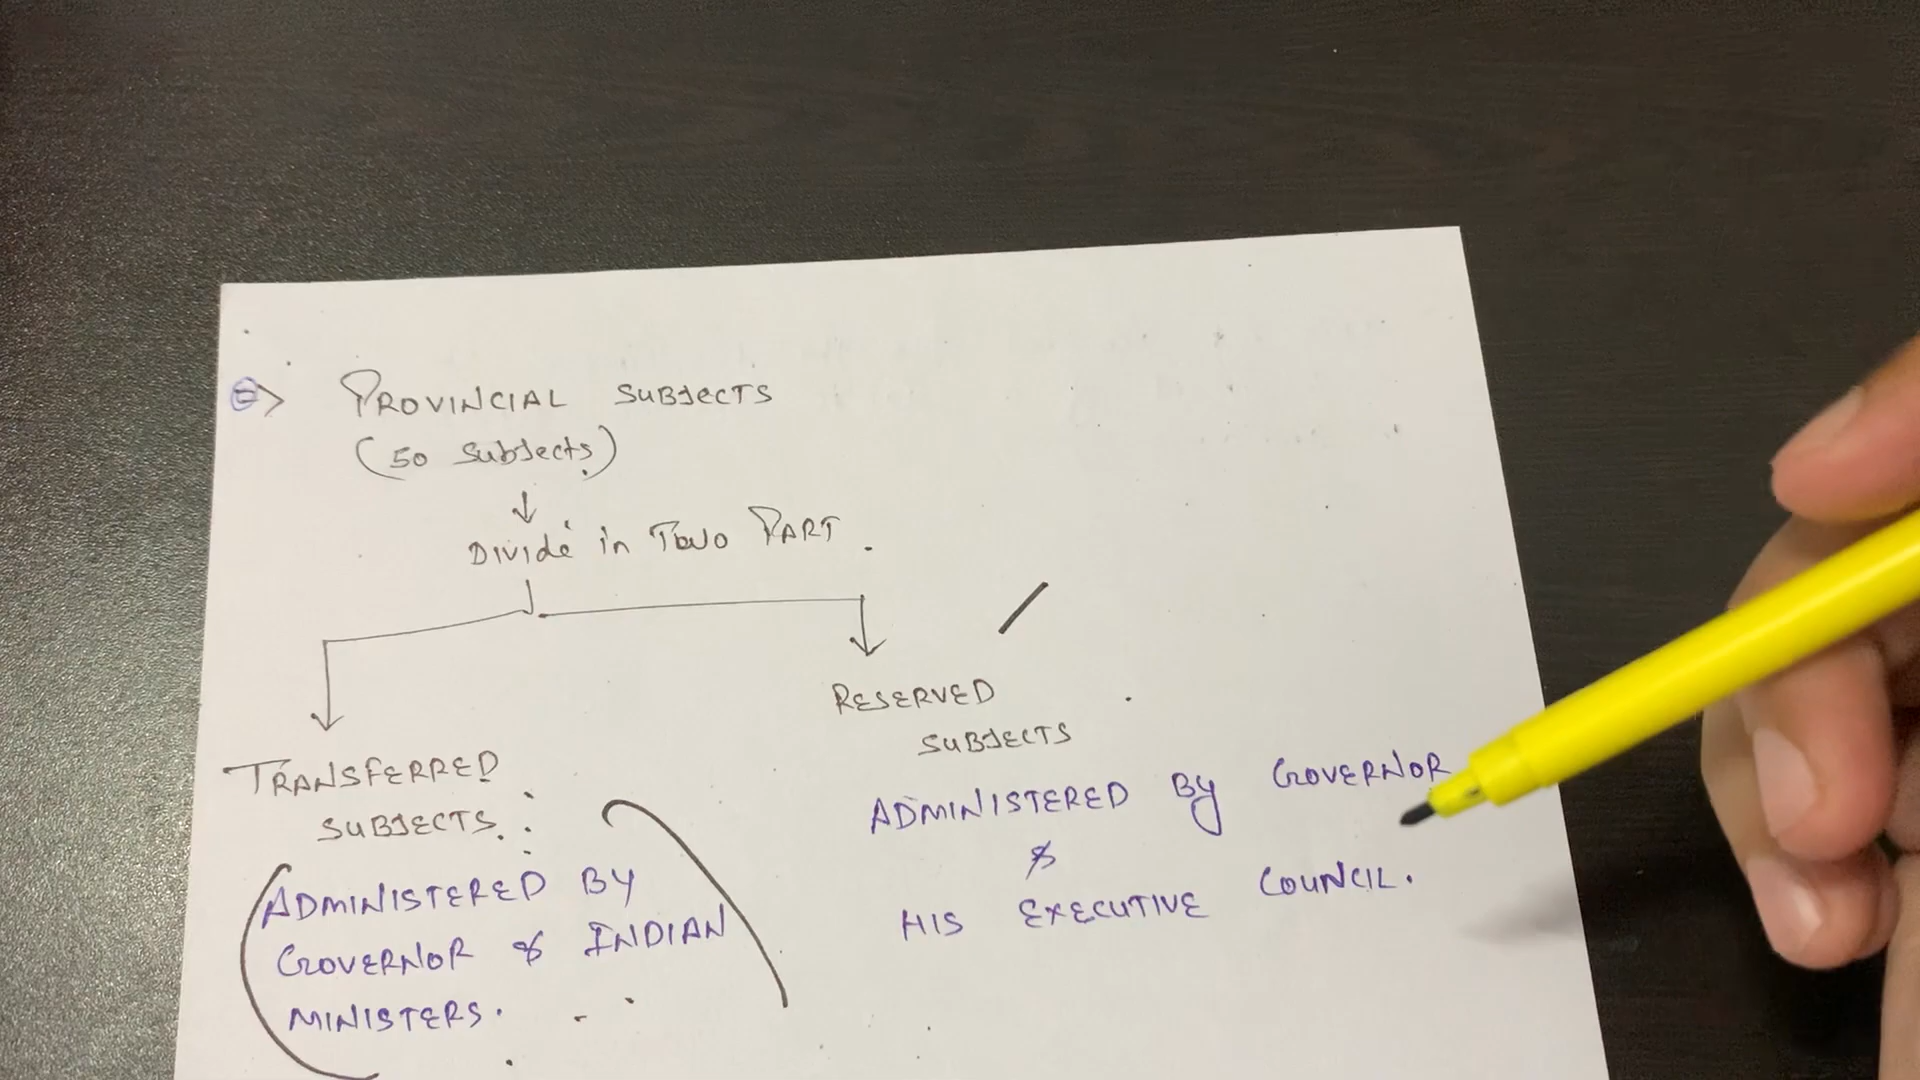 => PROVINCIAL SUBJECTS
(50 Subjects)
↓
Divide in Two PART.
TRANSFERRED
SUBJECTS.
ADMINISTERED BY
GOVERNOR & INDIAN
MINISTERS.
RESERVED
SUBJECTS
ADMINISTERED By GOVERNOR
&
HIS EXECUTIVE COUNCIL.